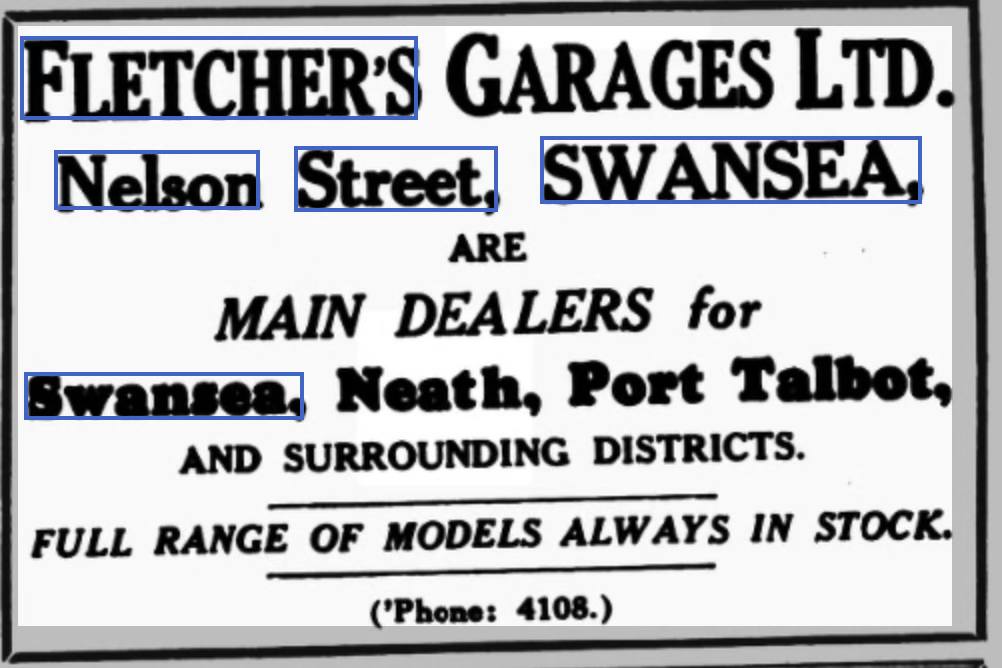 FLETCHER'S GARAGES LTD.
Nelson Street, SWANSEA,
ARE
MAIN DEALERS for
Swansea, Neath, Port Talbot,
AND SURROUNDING DISTRICTS.
FULL RANGE OF MODELS ALWAYS IN STOCK.
('Phone: 4108.)